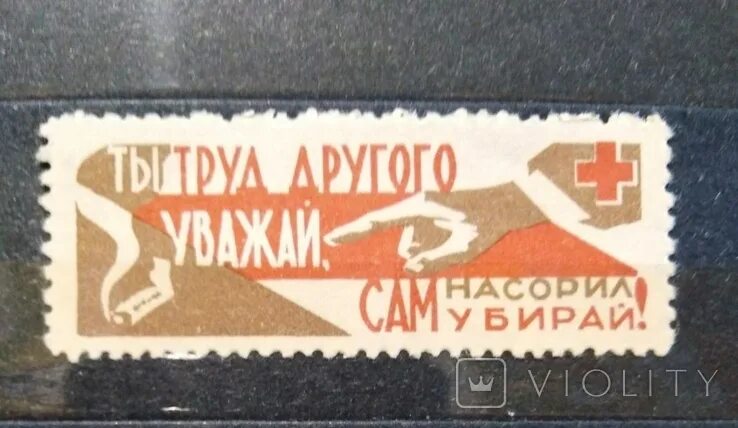 ТЫ ТРУД ДРУГОГО
УВАЖАЙ,
САМ НАСОРИЛ
УБИРАЙ!
VIOLITY